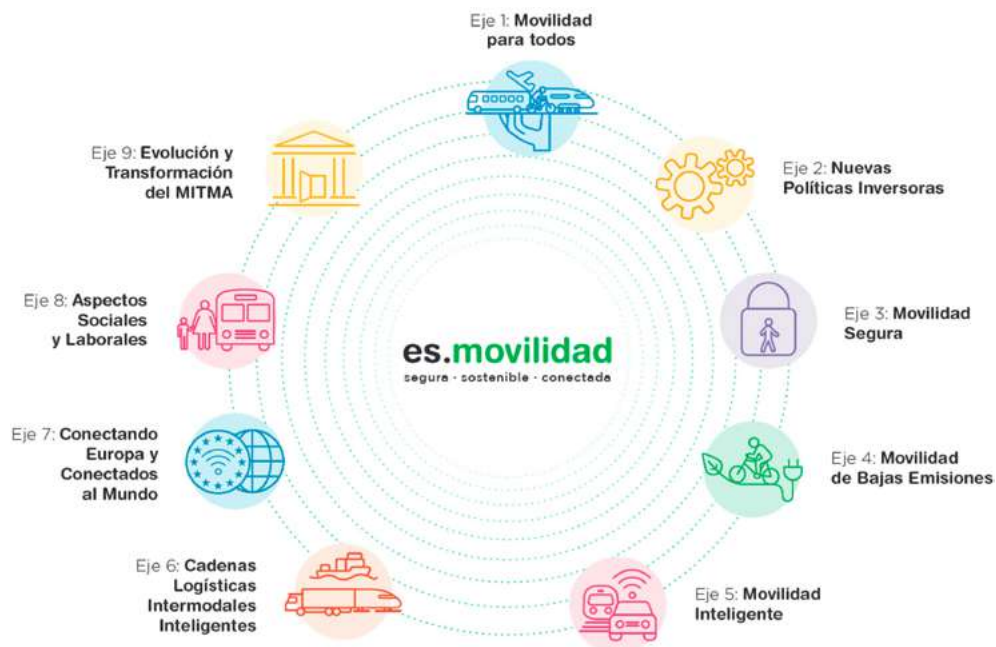 Eje 1: Movilidad
para todos
Eje 2: Nuevas
Políticas Inversoras
Eje 3: Movilidad
Segura
Eje 4: Movilidad
de Bajas Emisiones
Eje 5: Movilidad
Inteligente
Eje 6: Cadenas
Logísticas
Intermodales
Inteligentes
Eje 7: Conectando
Europa y
Conectados
al Mundo
Eje 8: Aspectos
Sociales
y Laborales
Eje 9: Evolución y
Transformación
del MITMA
es.movilidad
segura · sostenible · conectada